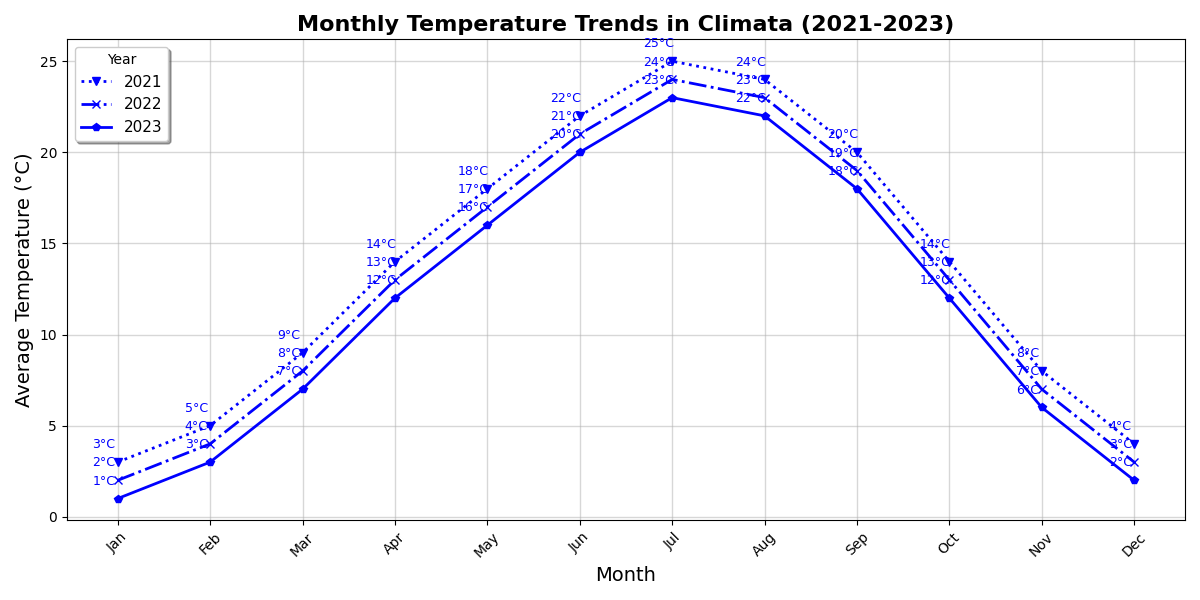 Monthly Temperature Trends in Climata (2021-2023)
Year
2021
2022
2023
Average Temperature (°C)
25
20
15
10
5
0
3°C
2°C
1°C
5°C
4°C
3°C
9°C
8°C
7°C
14°C
13°C
12°C
18°C
17°C
16°C
22°C
21°C
20°C
25°C
24°C
23°C
24°C
23°C
22°C
20°C
19°C
18°C
14°C
13°C
12°C
8°C
7°C
6°C
4°C
3°C
2°C
Jan
Feb
Mar
Apr
May
Jun
Jul
Aug
Sep
Oct
Nov
Dec
Month